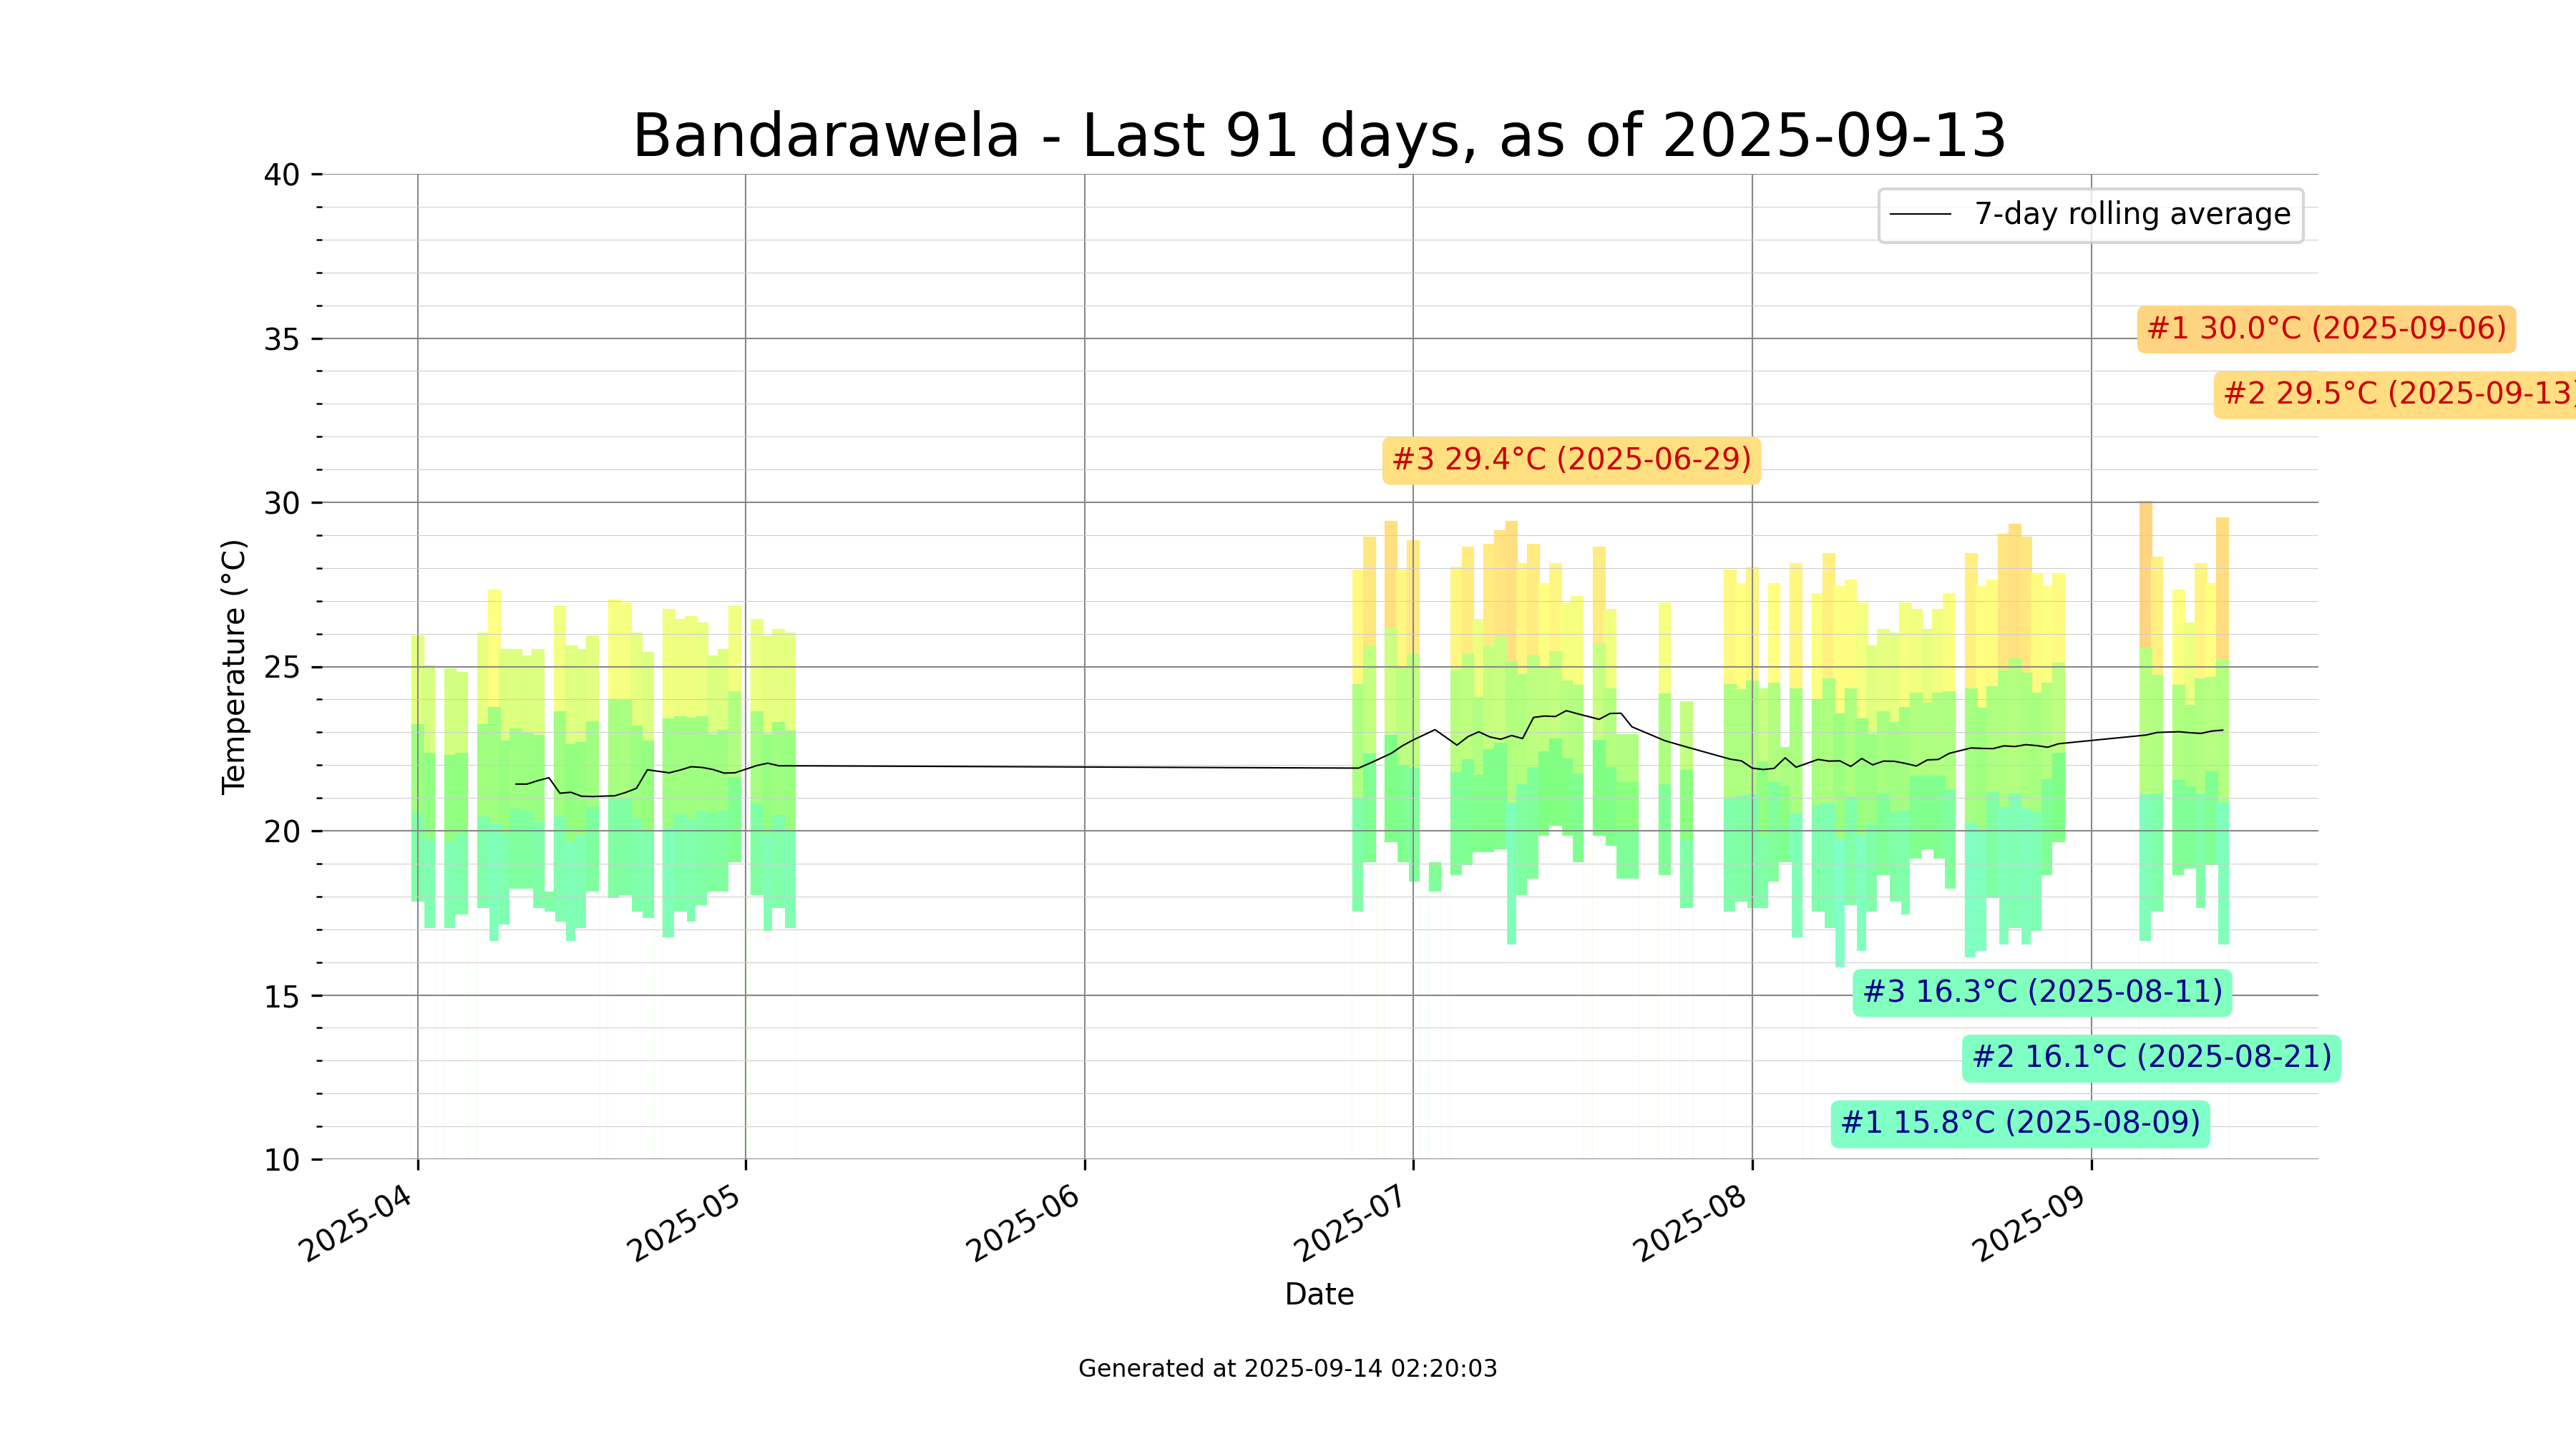 Bandarawela - Last 91 days, as of 2025-09-13
40
35
30
25
20
15
10
Temperature (°C)
7-day rolling average
#1 30.0°C (2025-09-06)
#2 29.5°C (2025-09-13)
#3 29.4°C (2025-06-29)
#3 16.3°C (2025-08-11)
#2 16.1°C (2025-08-21)
#1 15.8°C (2025-08-09)
2025-04
2025-05
2025-06
2025-07
2025-08
2025-09
Date
Generated at 2025-09-14 02:20:03